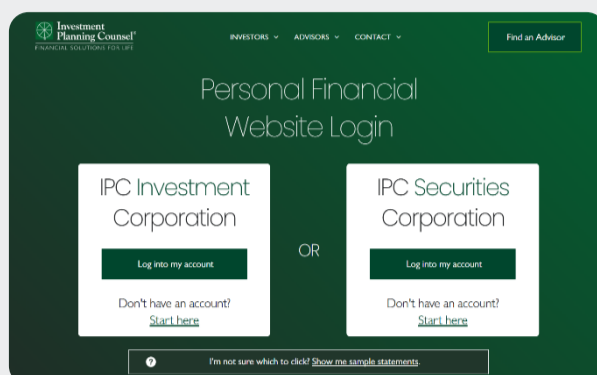 Investment
Planning Counsel®
FINANCIAL SOLUTIONS FOR LIFE
INVESTORS
ADVISORS
CONTACT
Find an Advisor
Personal Financial
Website Login
IPC Investment
Corporation
Log into my account
Don't have an account?
Start here
OR
IPC Securities
Corporation
Log into my account
Don't have an account?
Start here
? I'm not sure which to click! Show me sample statements.